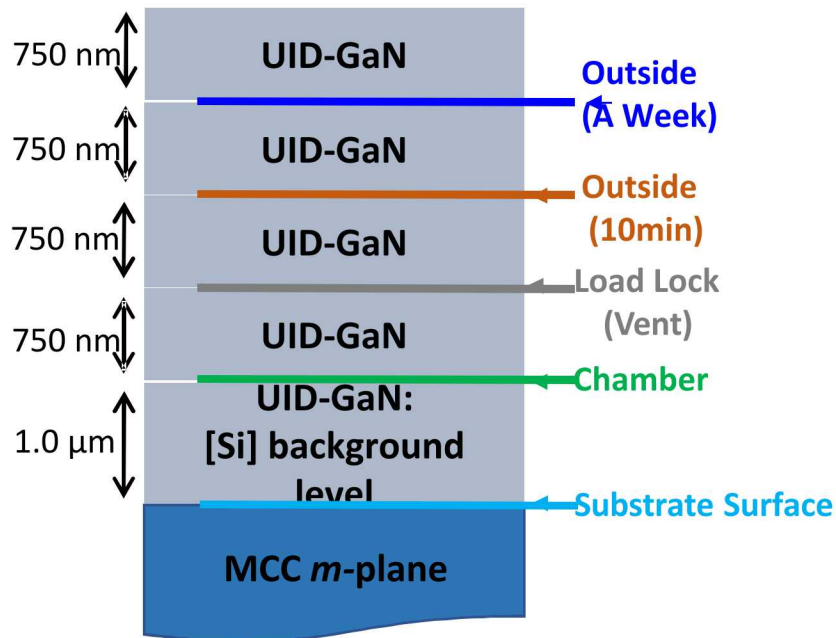 750 nm
UID-GaN
Outside
(A Week)
750 nm
UID-GaN
Outside
(10min)
750 nm
UID-GaN
Load Lock
(Vent)
750 nm
UID-GaN
Chamber
1.0 μm
UID-GaN:
[Si] background
level
Substrate Surface
MCC m-plane